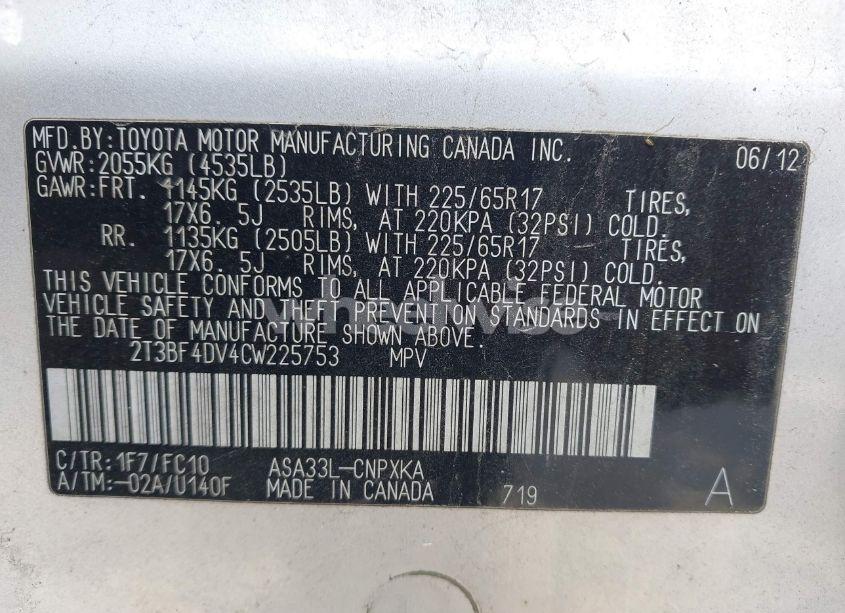 MFD.BY:TOYOTA MOTOR MANUFACTURING CANADA INC. 06/12
GVWR:2055KG (4535LB)
GAWR:FRT. 1145KG (2535LB) WITH 225/65R17 TIRES,
17X6. 5J RIMS, AT 220KPA (32PSI) COLD.
RR. 1135KG (2505LB) WITH 225/65R17 TIRES,
17X6. 5J RIMS, AT 220KPA (32PSI) COLD.
THIS VEHICLE CONFORMS TO ALL APPLICABLE FEDERAL MOTOR
VEHICLE SAFETY AND THEFT PREVENTION STANDARDS IN EFFECT ON
THE DATE OF MANUFACTURE SHOWN ABOVE.
2T3BF4DV4CW225753 MPV
C/TR:1F7/FC10 ASA33L-CNPXKA
A/TM:-02A/U140F MADE IN CANADA 719 A